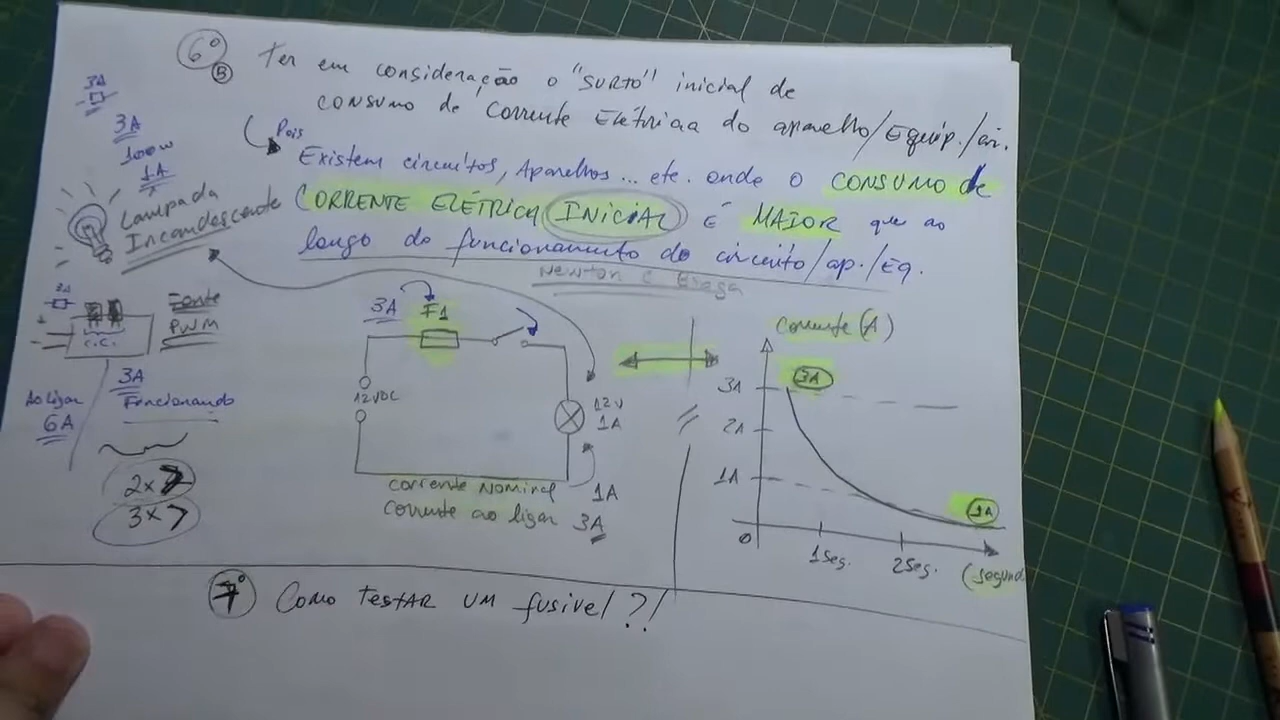 6º
B
Ter em consideração o "SURTO" inicial de
CONSUMO de Corrente Elétrica do aparelho/Equip./cir.
Pois
Existem circuitos, Aparelhos... etc. onde o CONSUMO de
CORRENTE ELÉTRICA INICIAL É MAIOR que ao
longo do funcionamento do circuito/ap./Eq.
Newton C Braga
3A
3A
100W
1A
Lampada
Incandescente
3A
Fonte
PWM
+
-
C.C.
Ao ligar
6A
3A
Funcionando
2x
3x
3A
F1
12VDC
12V
1A
corrente Nominal 1A
corrente ao ligar 3A
Corrente (A)
3A
3A
2A
1A
1A
0
1Seg.
2Seg.
(segund
7º Como TESTAR UM fusivel?!